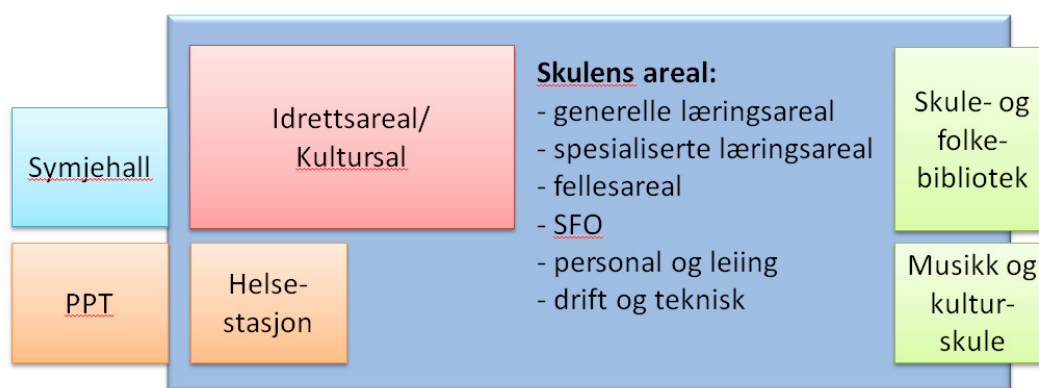 Symjehall
PPT
Idrettsareal/
Kultursal
Helse-
stasjon
Skulens areal:
- generelle læringsareal
- spesialiserte læringsareal
- fellesareal
- SFO
- personal og leiing
- drift og teknisk
Skule- og
folke-
bibliotek
Musikk og
kultur-
skule